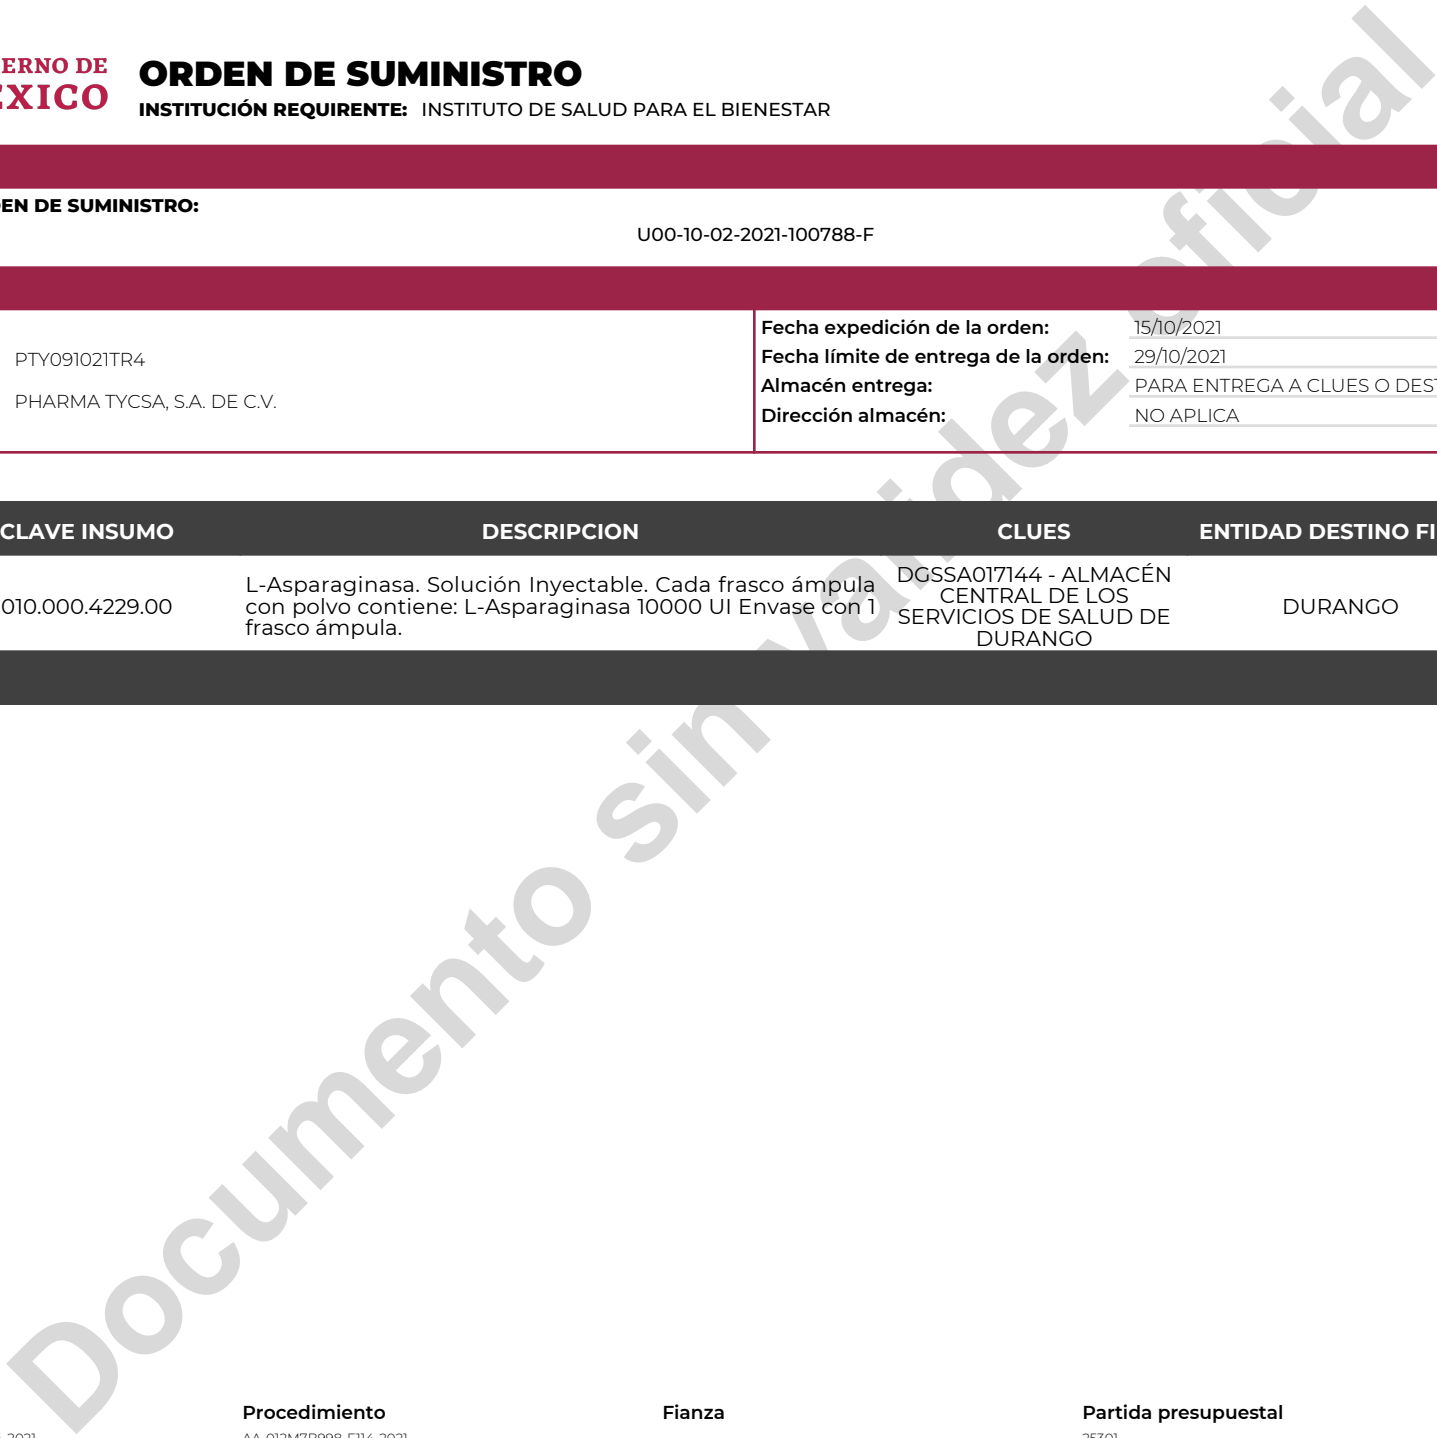 ERNO DE
ÉXICO
ORDEN DE SUMINISTRO
INSTITUCIÓN REQUIRENTE: INSTITUTO DE SALUD PARA EL BIENESTAR
EN DE SUMINISTRO:
U00-10-02-2021-100788-F
PTY091021TR4
PHARMA TYCSA, S.A. DE C.V.
Fecha expedición de la orden: 15/10/2021
Fecha límite de entrega de la orden: 29/10/2021
Almacén entrega: PARA ENTREGA A CLUES O DEST
Dirección almacén: NO APLICA
CLAVE INSUMO DESCRIPCION CLUES ENTIDAD DESTINO FI
010.000.4229.00
L-Asparaginasa. Solución Inyectable. Cada frasco ámpula
con polvo contiene: L-Asparaginasa 10000 UI Envase con 1
frasco ámpula.
DGSSA017144 - ALMACÉN
CENTRAL DE LOS
SERVICIOS DE SALUD DE
DURANGO
DURANGO
Documento sin validez oficial
Procedimiento Fianza Partida presupuestal